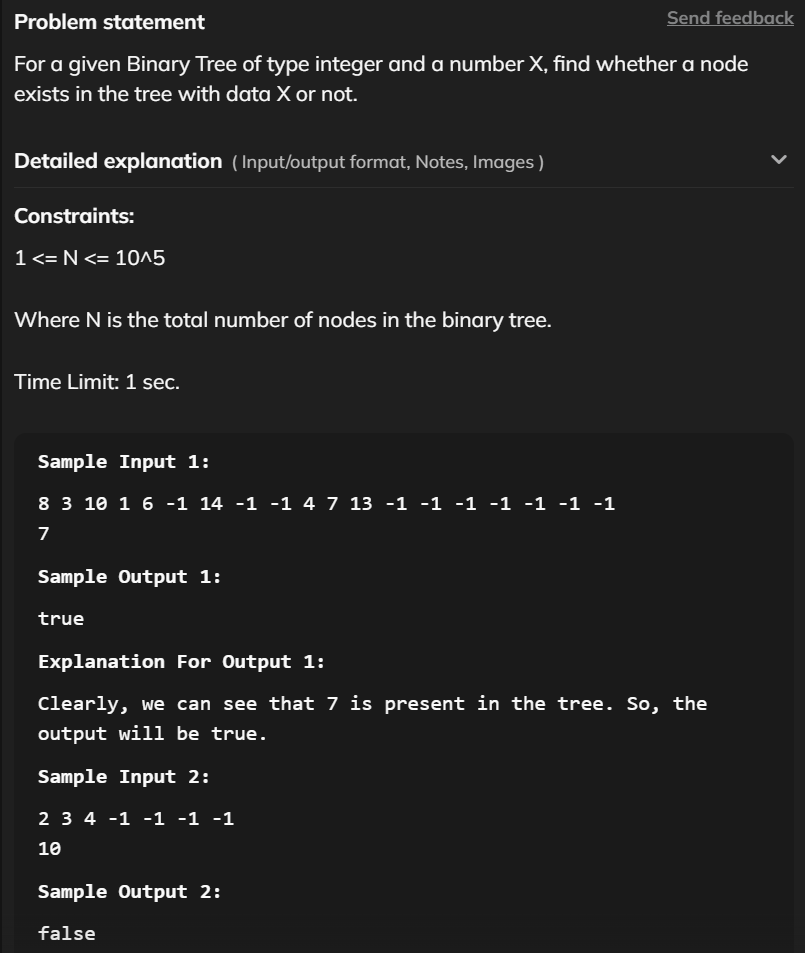 Problem statement
Send feedback
For a given Binary Tree of type integer and a number X, find whether a node
exists in the tree with data X or not.
Detailed explanation ( Input/output format, Notes, Images )
Constraints:
1 <= N <= 10^5
Where N is the total number of nodes in the binary tree.
Time Limit: 1 sec.
Sample Input 1:
8 3 10 1 6 -1 14 -1 -1 4 7 13 -1 -1 -1 -1 -1 -1 -1
7
Sample Output 1:
true
Explanation For Output 1:
Clearly, we can see that 7 is present in the tree. So, the
output will be true.
Sample Input 2:
2 3 4 -1 -1 -1 -1
10
Sample Output 2:
false